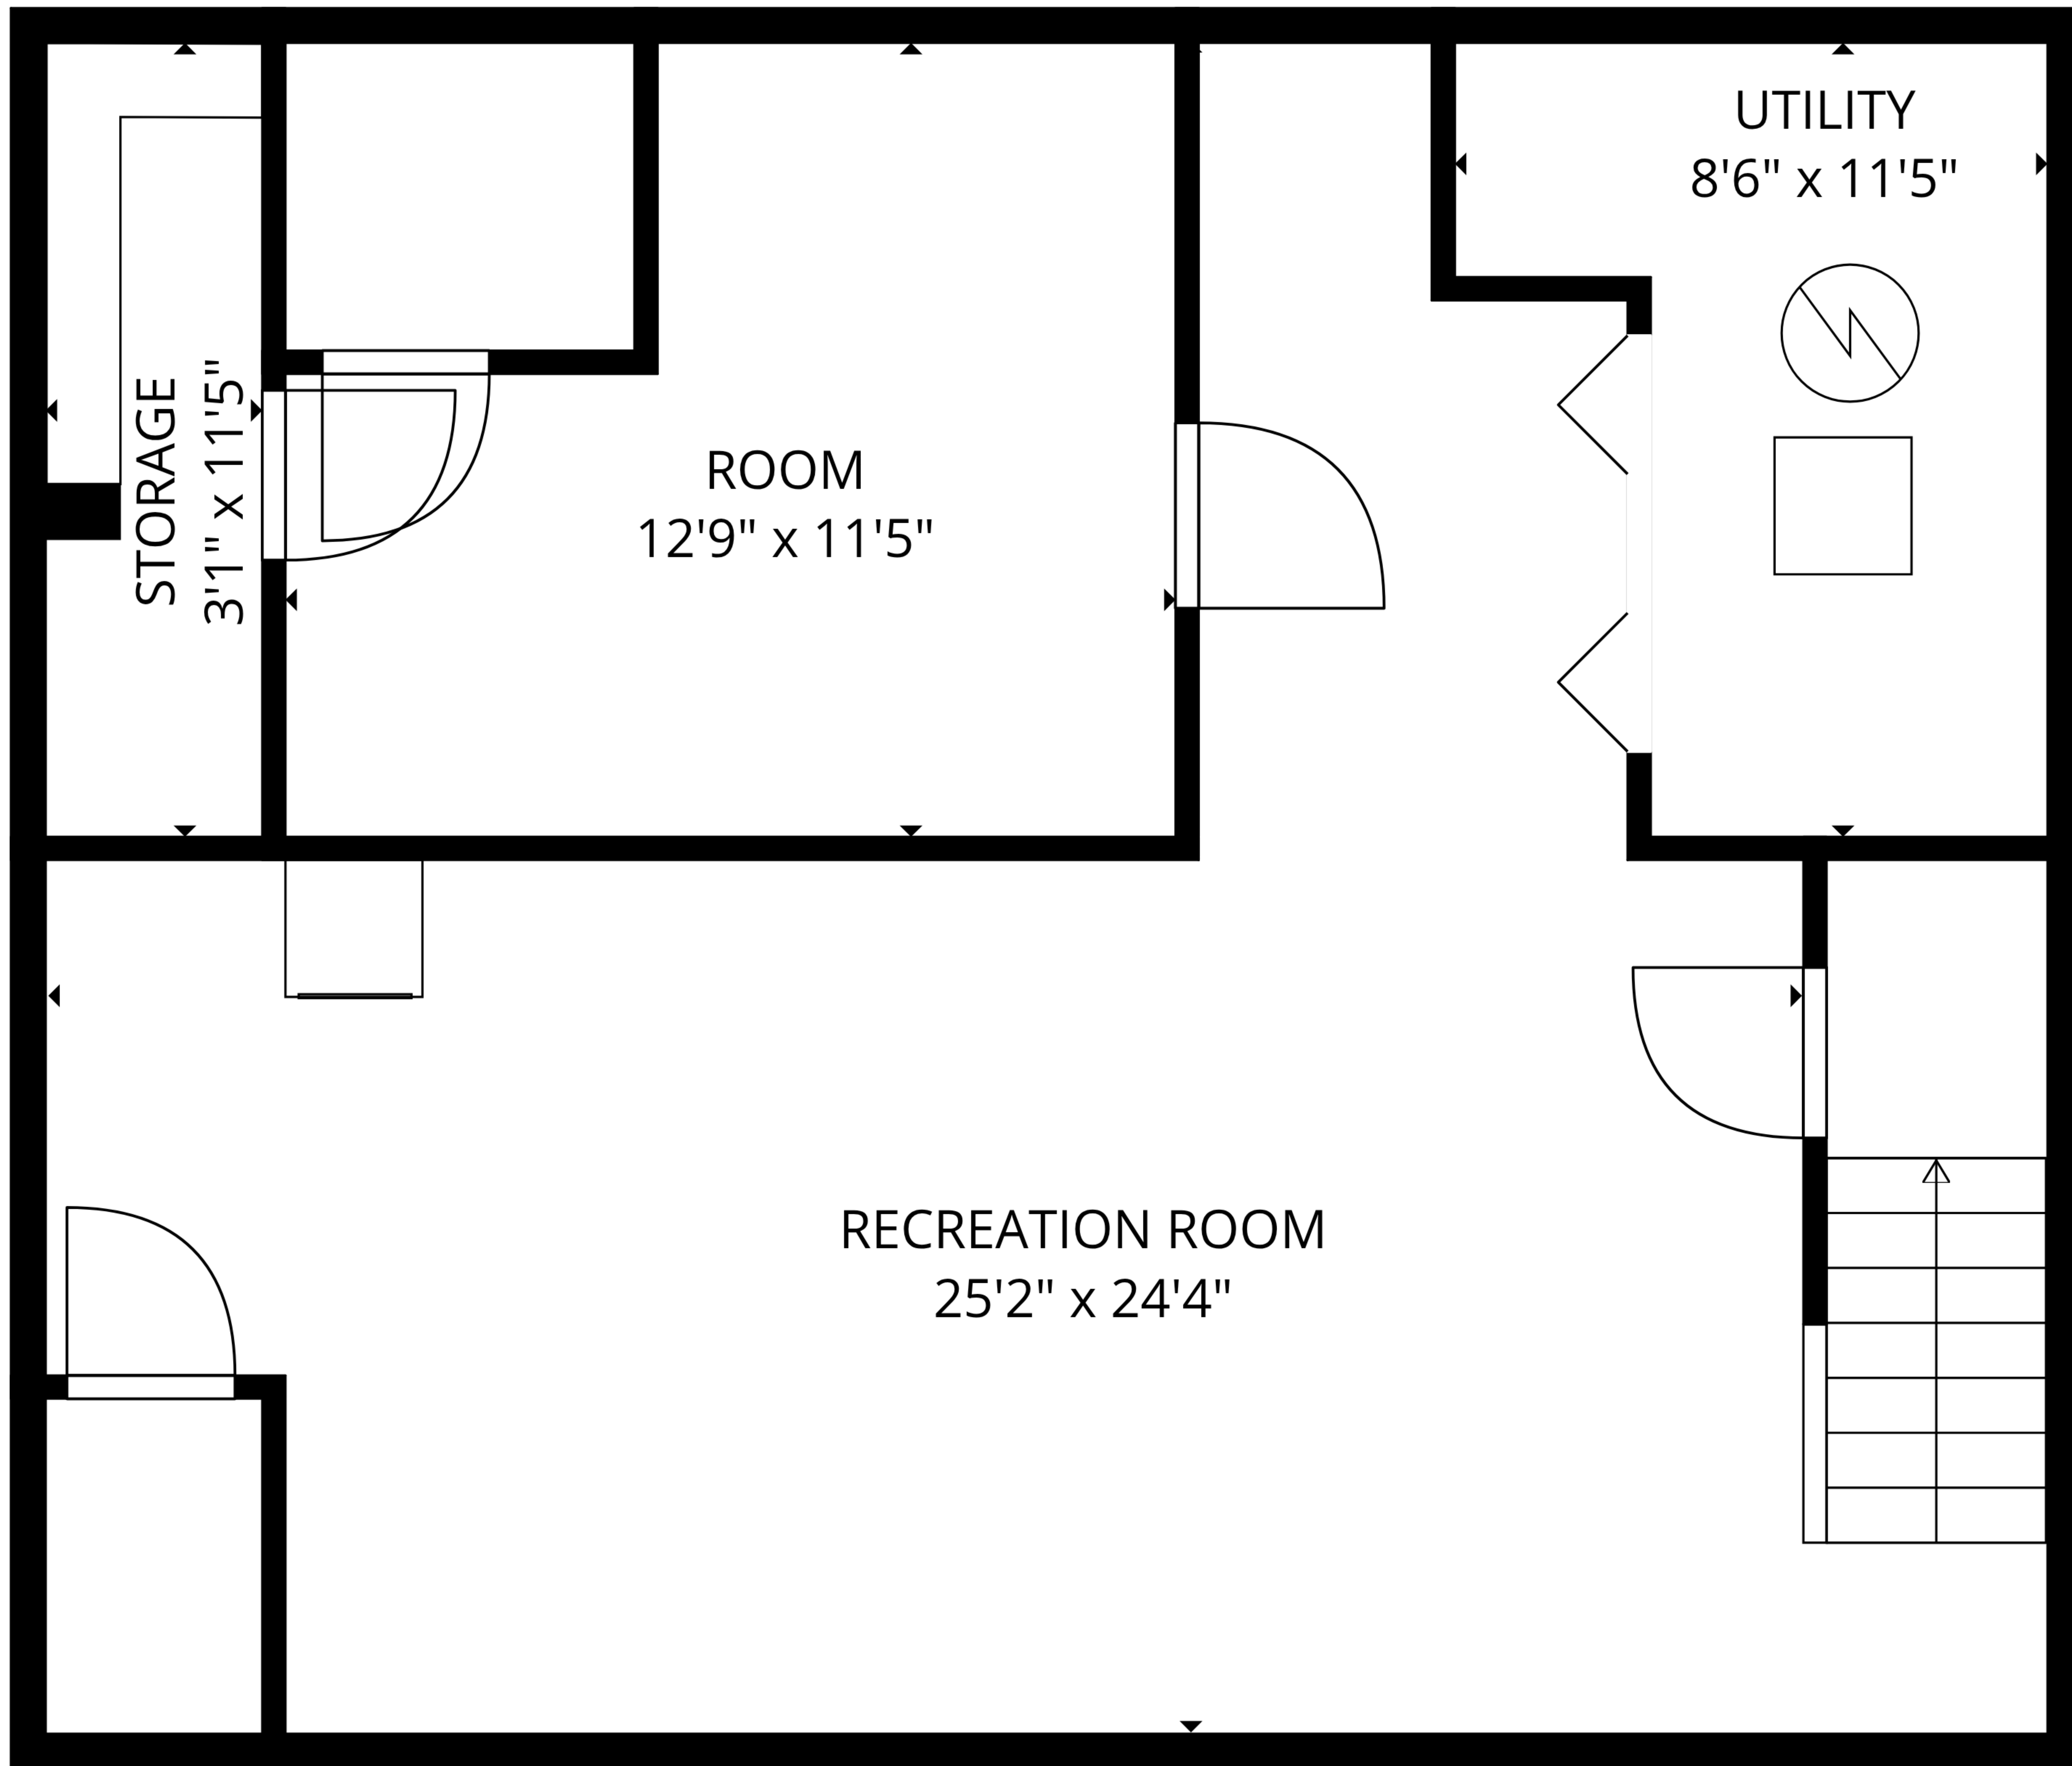 UTILITY
8'6" x 11'5"
STORAGE
3'1" x 11'5"
ROOM
12'9" x 11'5"
RECREATION ROOM
25'2" x 24'4"